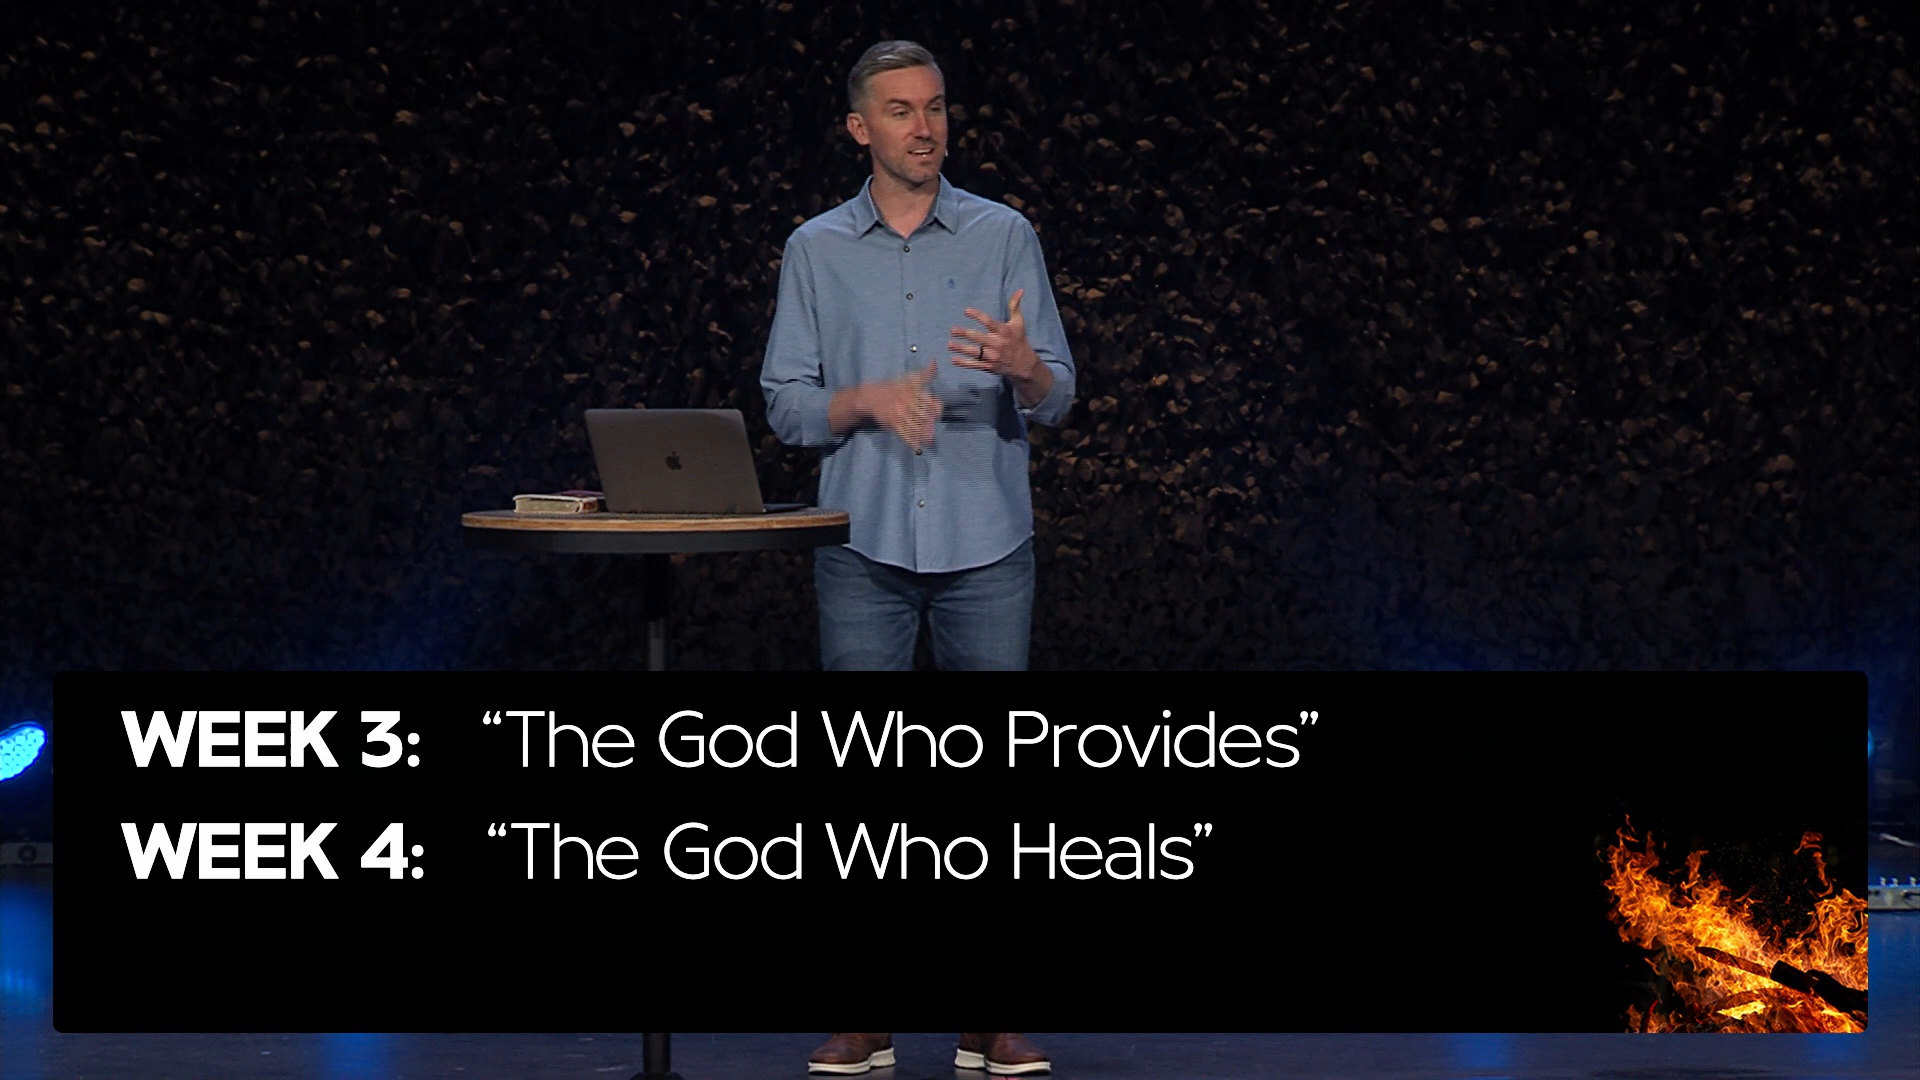 WEEK 3: “The God Who Provides”
WEEK 4: “The God Who Heals”